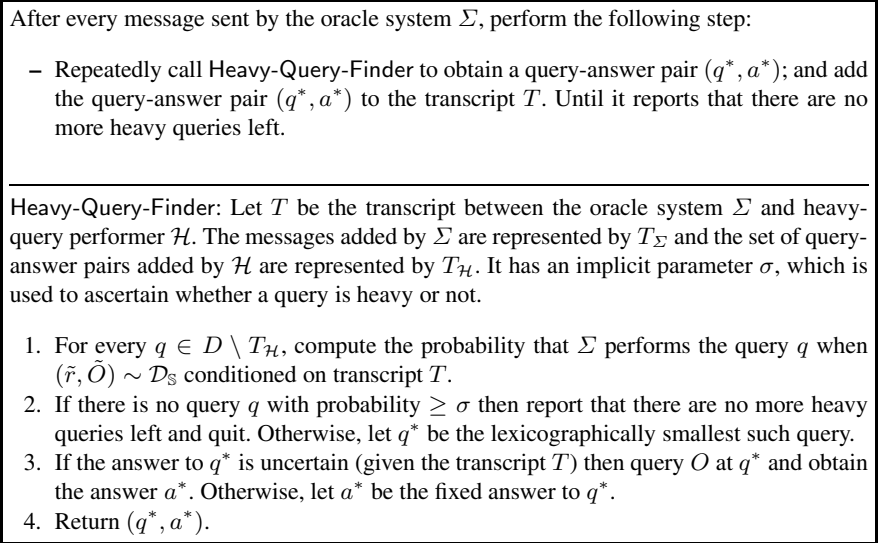 After every message sent by the oracle system Σ, perform the following step:
– Repeatedly call Heavy-Query-Finder to obtain a query-answer pair (q*, a*); and add
the query-answer pair (q*, a*) to the transcript T. Until it reports that there are no
more heavy queries left.
Heavy-Query-Finder: Let T be the transcript between the oracle system Σ and heavy-
query performer ℋ. The messages added by Σ are represented by T_Σ and the set of query-
answer pairs added by ℋ are represented by T_ℋ. It has an implicit parameter σ, which is
used to ascertain whether a query is heavy or not.
1. For every q ∈ D \ T_ℋ, compute the probability that Σ performs the query q when
(r̃, Õ) ∼ 𝒟_𝕊 conditioned on transcript T.
2. If there is no query q with probability ≥ σ then report that there are no more heavy
queries left and quit. Otherwise, let q* be the lexicographically smallest such query.
3. If the answer to q* is uncertain (given the transcript T) then query O at q* and obtain
the answer a*. Otherwise, let a* be the fixed answer to q*.
4. Return (q*, a*).